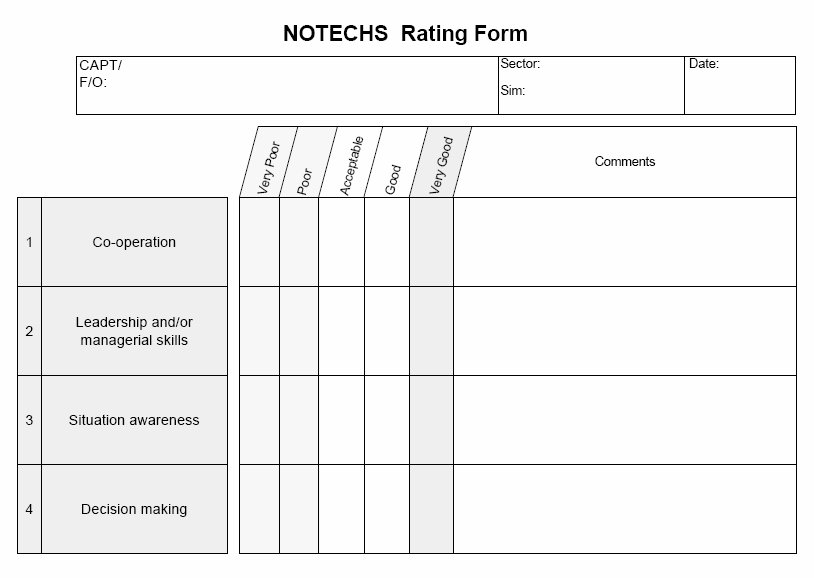 NOTECHS Rating Form
CAPT/
F/O:
Sector:
Sim:
Date:
Very Poor
Poor
Acceptable
Good
Very Good
Comments
1
Co-operation
2
Leadership and/or
managerial skills
3
Situation awareness
4
Decision making